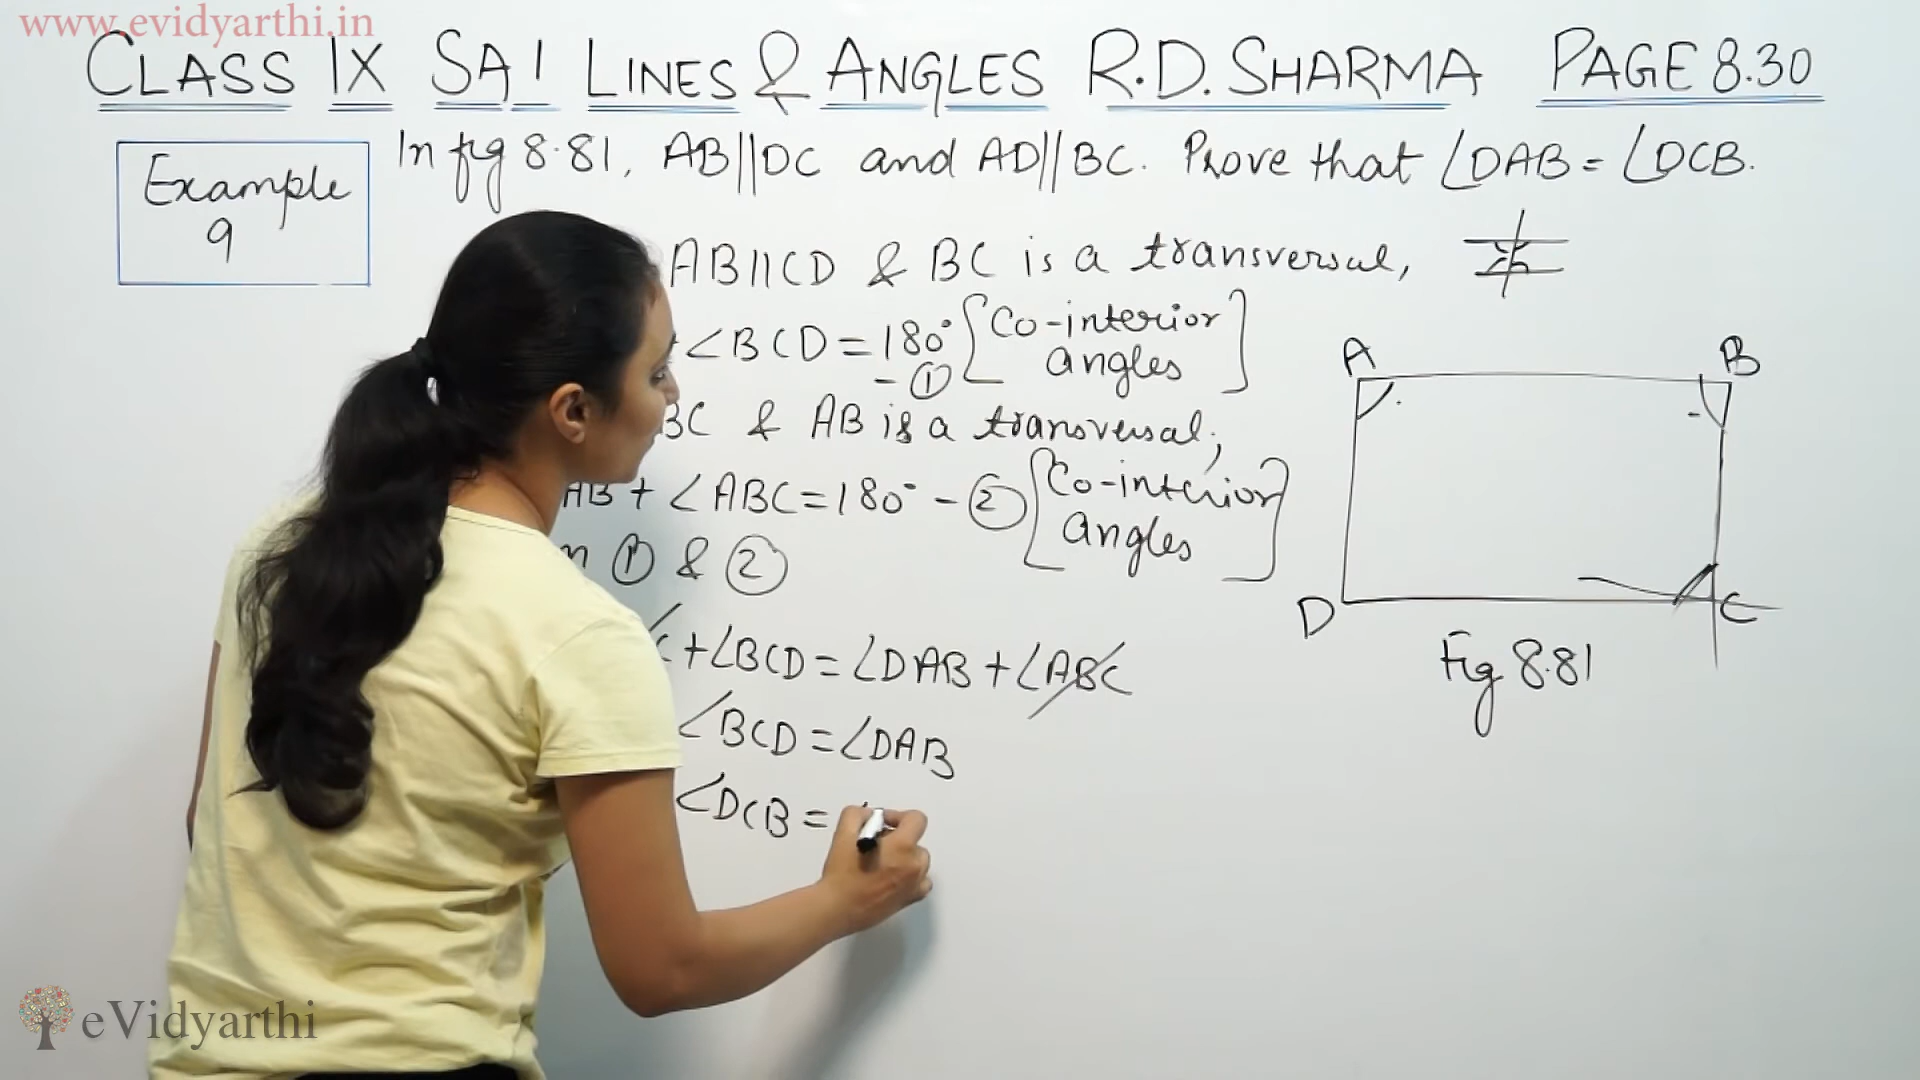 www.evidyarthi.in
CLASS IX SA1 LINES & ANGLES R.D. SHARMA PAGE 8.30
Example 9
In fig 8.81, AB||DC and AD||BC. Prove that ∠DAB = ∠DCB.
AB||CD & BC is a transversal,
∠BCD = 180° - ① [Co-interior angles]
BC & AB is a transversal,
AB + ∠ABC = 180° - ② [Co-interior angles]
① & ②
+ ∠BCD = ∠DAB + ∠ABC
∠BCD = ∠DAB
∠DCB =
A
B
D
C
Fig 8.81
eVidyarthi